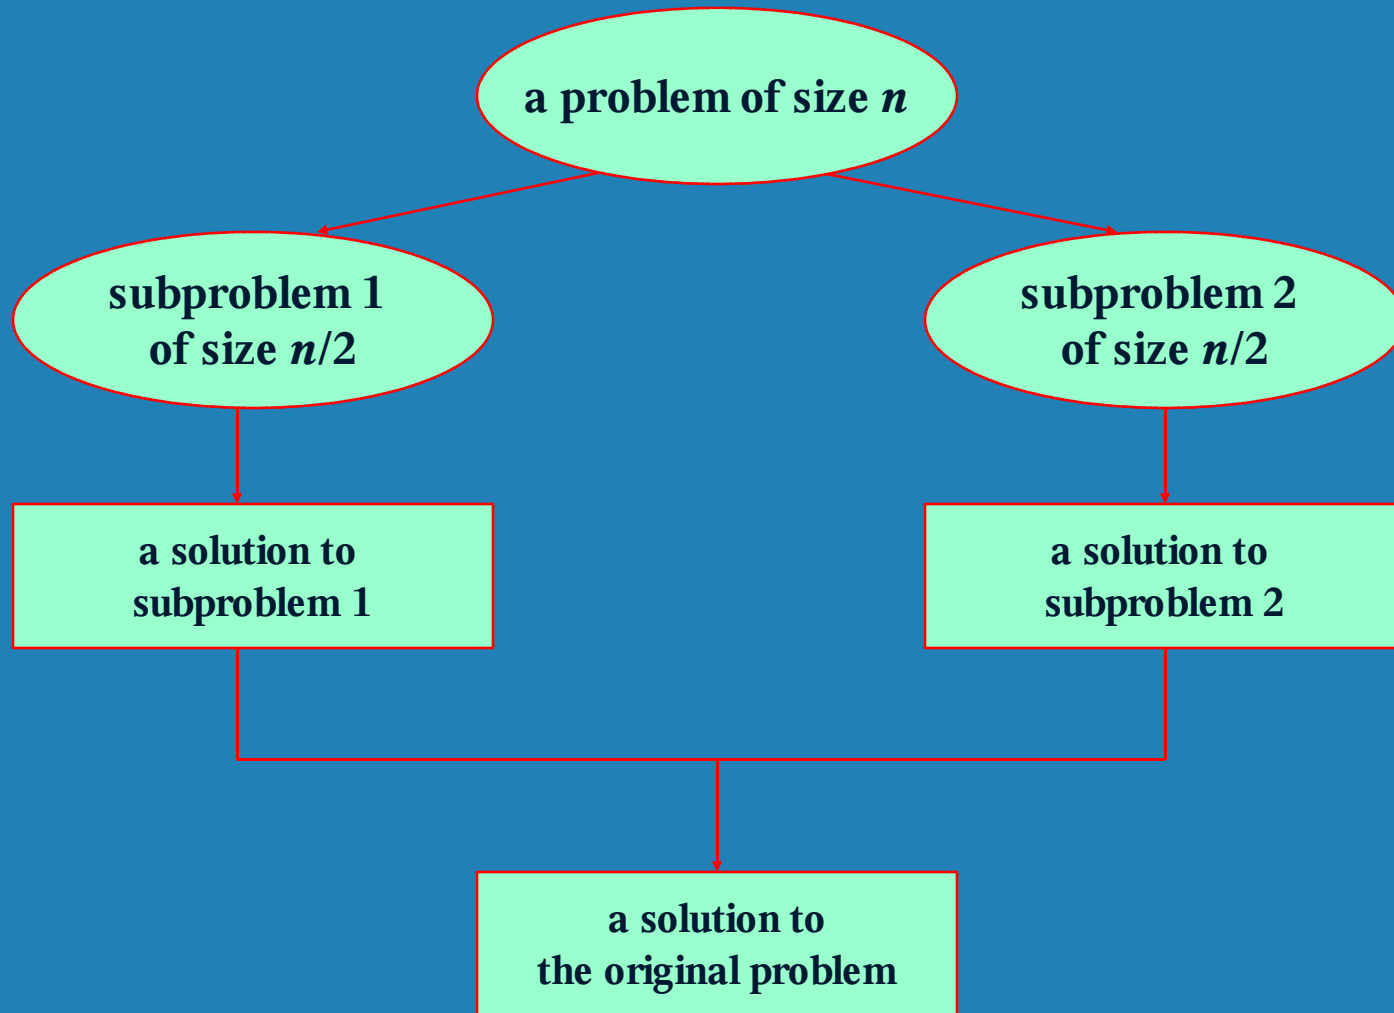 a problem of size n
subproblem 1
of size n/2
subproblem 2
of size n/2
a solution to
subproblem 1
a solution to
subproblem 2
a solution to
the original problem